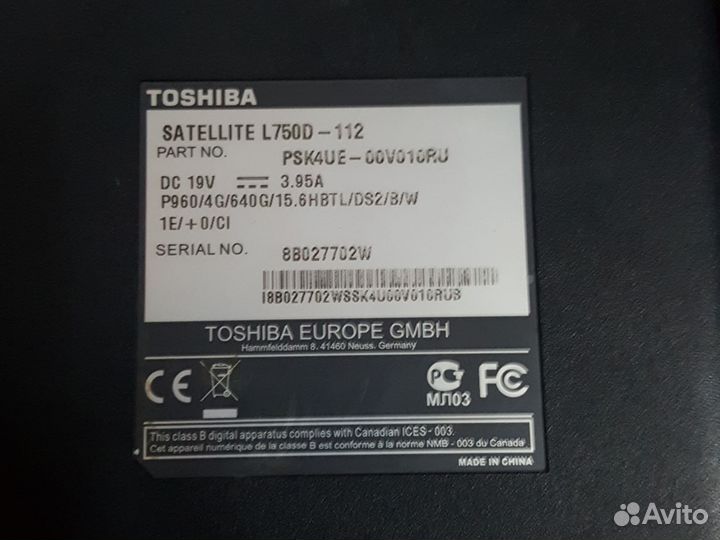 TOSHIBA
SATELLITE L750D-112
PART NO. PSK4UE-00V010RU
DC 19V 3.95A
P960/4G/640G/15.6HBTL/DS2/B/W
1E/+0/CI
SERIAL NO. 8B027702W
I8B027702WSSK4U00V010RUB
TOSHIBA EUROPE GMBH
Hammfelddamm 8, 41460 Neuss, Germany
CE
РСТ FC
МЛ03
This class B digital apparatus complies with Canadian ICES-003.
Cet appareil numérique de la classe B est conforme à la norme NMB-003 du Canada
MADE IN CHINA
Avito